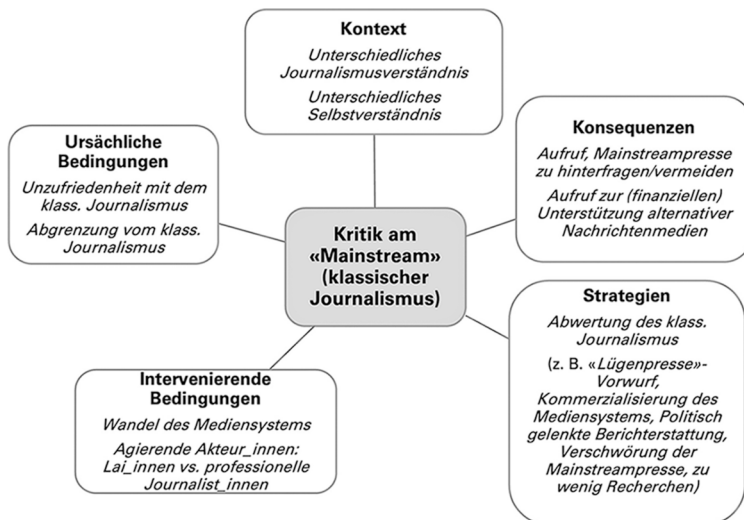 Kontext
Unterschiedliches
Journalismusverständnis
Unterschiedliches
Selbstverständnis
Ursächliche
Bedingungen
Unzufriedenheit mit dem
klass. Journalismus
Abgrenzung vom klass.
Journalismus
Konsequenzen
Aufruf, Mainstreampresse
zu hinterfragen/vermeiden
Aufruf zur (finanziellen)
Unterstützung alternativer
Nachrichtenmedien
Kritik am
«Mainstream»
(klassischer
Journalismus)
Strategien
Abwertung des klass.
Journalismus
(z. B. «Lügenpresse»-
Vorwurf,
Kommerzialisierung des
Mediensystems, Politisch
gelenkte Berichterstattung,
Verschwörung der
Mainstreampresse, zu
wenig Recherchen)
Intervenierende
Bedingungen
Wandel des Mediensystems
Agierende Akteur_innen:
Lai_innen vs. professionelle
Journalist_innen